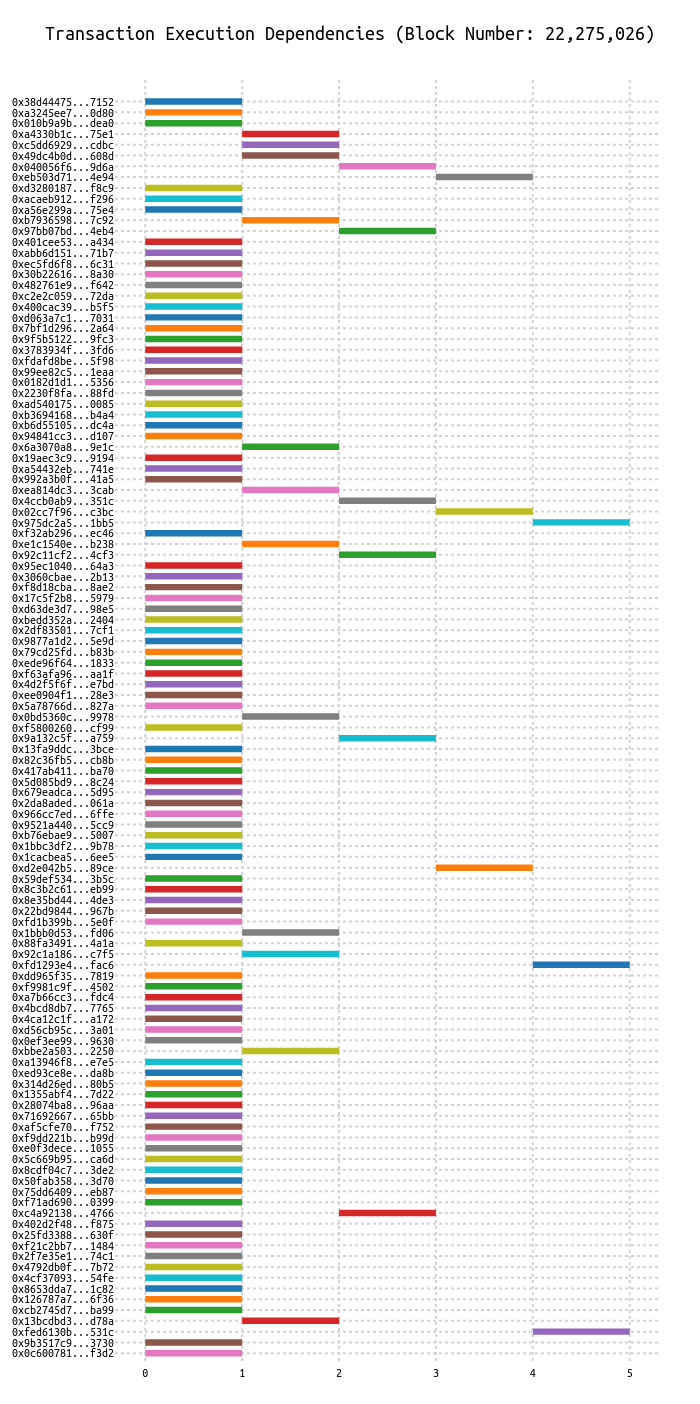 Transaction Execution Dependencies (Block Number: 22,275,026)
0x38d44475...7152
0xa3245ee7...0d80
0x010b9a9b...dea0
0xa4330b1c...75e1
0xc5dd6929...cdbc
0x49dc4b0d...608d
0x040056f6...9d6a
0xeb503d71...4e94
0xd3280187...f8c9
0xacaeb912...f296
0xa56e299a...75e4
0xb7936598...7c92
0x97bb07bd...4eb4
0x401cee53...a434
0xabb6d151...71b7
0xec5fd6f8...6c31
0x30b22616...8a30
0x482761e9...f642
0xc2e2c059...72da
0x400cac39...b5f5
0xd063a7c1...7031
0x7bf1d296...2a64
0x9f5b5122...9fc3
0x3783934f...3fd6
0xfdafd8be...5f98
0x99ee82c5...1eaa
0x0182d1d1...5356
0x2230f8fa...88fd
0xad540175...0085
0xb3694168...b4a4
0xb6d55105...dc4a
0x94841cc3...d107
0x6a3070a8...9e1c
0x19aec3c9...9194
0xa54432eb...741e
0x992a3b0f...41a5
0xea814dc3...3cab
0x4ccb0ab9...351c
0x02cc7f96...c3bc
0x975dc2a5...1bb5
0xf32ab296...ec46
0xe1c1540e...b238
0x92c11cf2...4cf3
0x95ec1040...64a3
0x3060cbae...2b13
0xf8d18cba...8ae2
0x17c5f2b8...5979
0xd63de3d7...98e5
0xbedd352a...2404
0x2df83501...7cf1
0x9877a1d2...5e9d
0x79cd25fd...b83b
0xede96f64...1833
0xf63afa96...aa1f
0x4d2f5f6f...e7bd
0xee0904f1...28e3
0x5a78766d...827a
0x0bd5360c...9978
0xf5800260...cf99
0x9a132c5f...a759
0x13fa9ddc...3bce
0x82c36fb5...cb8b
0x417ab411...ba70
0x5d085bd9...8c24
0x679eadca...5d95
0x2da8aded...061a
0x966cc7ed...6ffe
0x9521a440...5cc9
0xb76ebae9...5007
0x1bbc3df2...9b78
0x1cacbea5...6ee5
0xd2e042b5...89ce
0x59def534...3b5c
0x8c3b2c61...eb99
0x8e35bd44...4de3
0x22bd9844...967b
0xfd1b399b...5e0f
0x1bbb0d53...fd06
0x88fa3491...4a1a
0x92c1a186...c7f5
0xfd1293e4...fac6
0xdd965f35...7819
0xf9981c9f...4502
0xa7b66cc3...fdc4
0x4bcd8db7...7765
0x4ca12c1f...a172
0xd56cb95c...3a01
0x0ef3ee99...9630
0xbbe2a503...2250
0xa13946f8...e7e5
0xed93ce8e...da8b
0x314d26ed...80b5
0x1355abf4...7d22
0x28074ba8...96aa
0x71692667...65bb
0xaf5cfe70...f752
0xf9dd221b...b99d
0xe0f3dece...1055
0x5c669b95...ca6d
0x8cdf04c7...3de2
0x50fab358...3d70
0x75dd6409...eb87
0xf71ad690...0399
0xc4a92138...4766
0x402d2f48...f875
0x25fd3388...630f
0xf21c2bb7...1484
0x2f7e35e1...74c1
0x4792db0f...7b72
0x4cf37093...54fe
0x8653dda7...1c82
0x126787a7...6f36
0xcb2745d7...ba99
0x13bcdbd3...d78a
0xfed6130b...531c
0x9b3517c9...3730
0x0c600781...f3d2
0 1 2 3 4 5